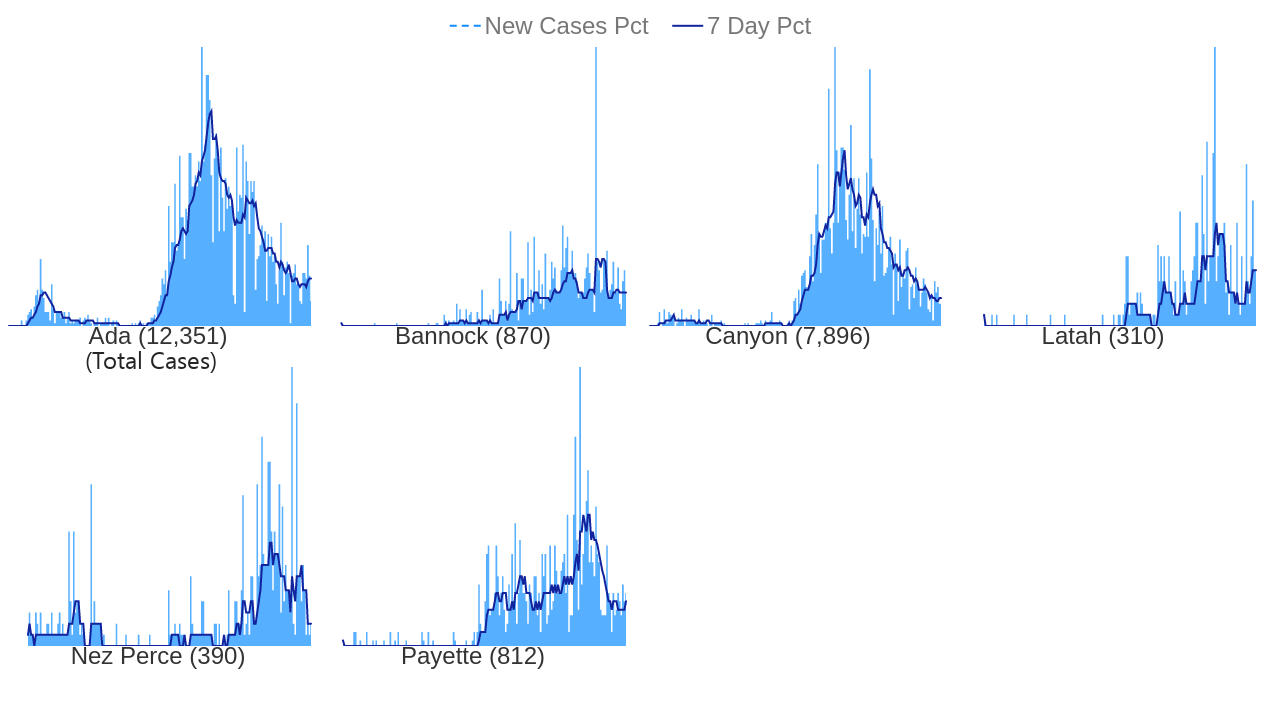 New Cases Pct 7 Day Pct
Ada (12,351)
(Total Cases)
Bannock (870)
Canyon (7,896)
Latah (310)
Nez Perce (390)
Payette (812)